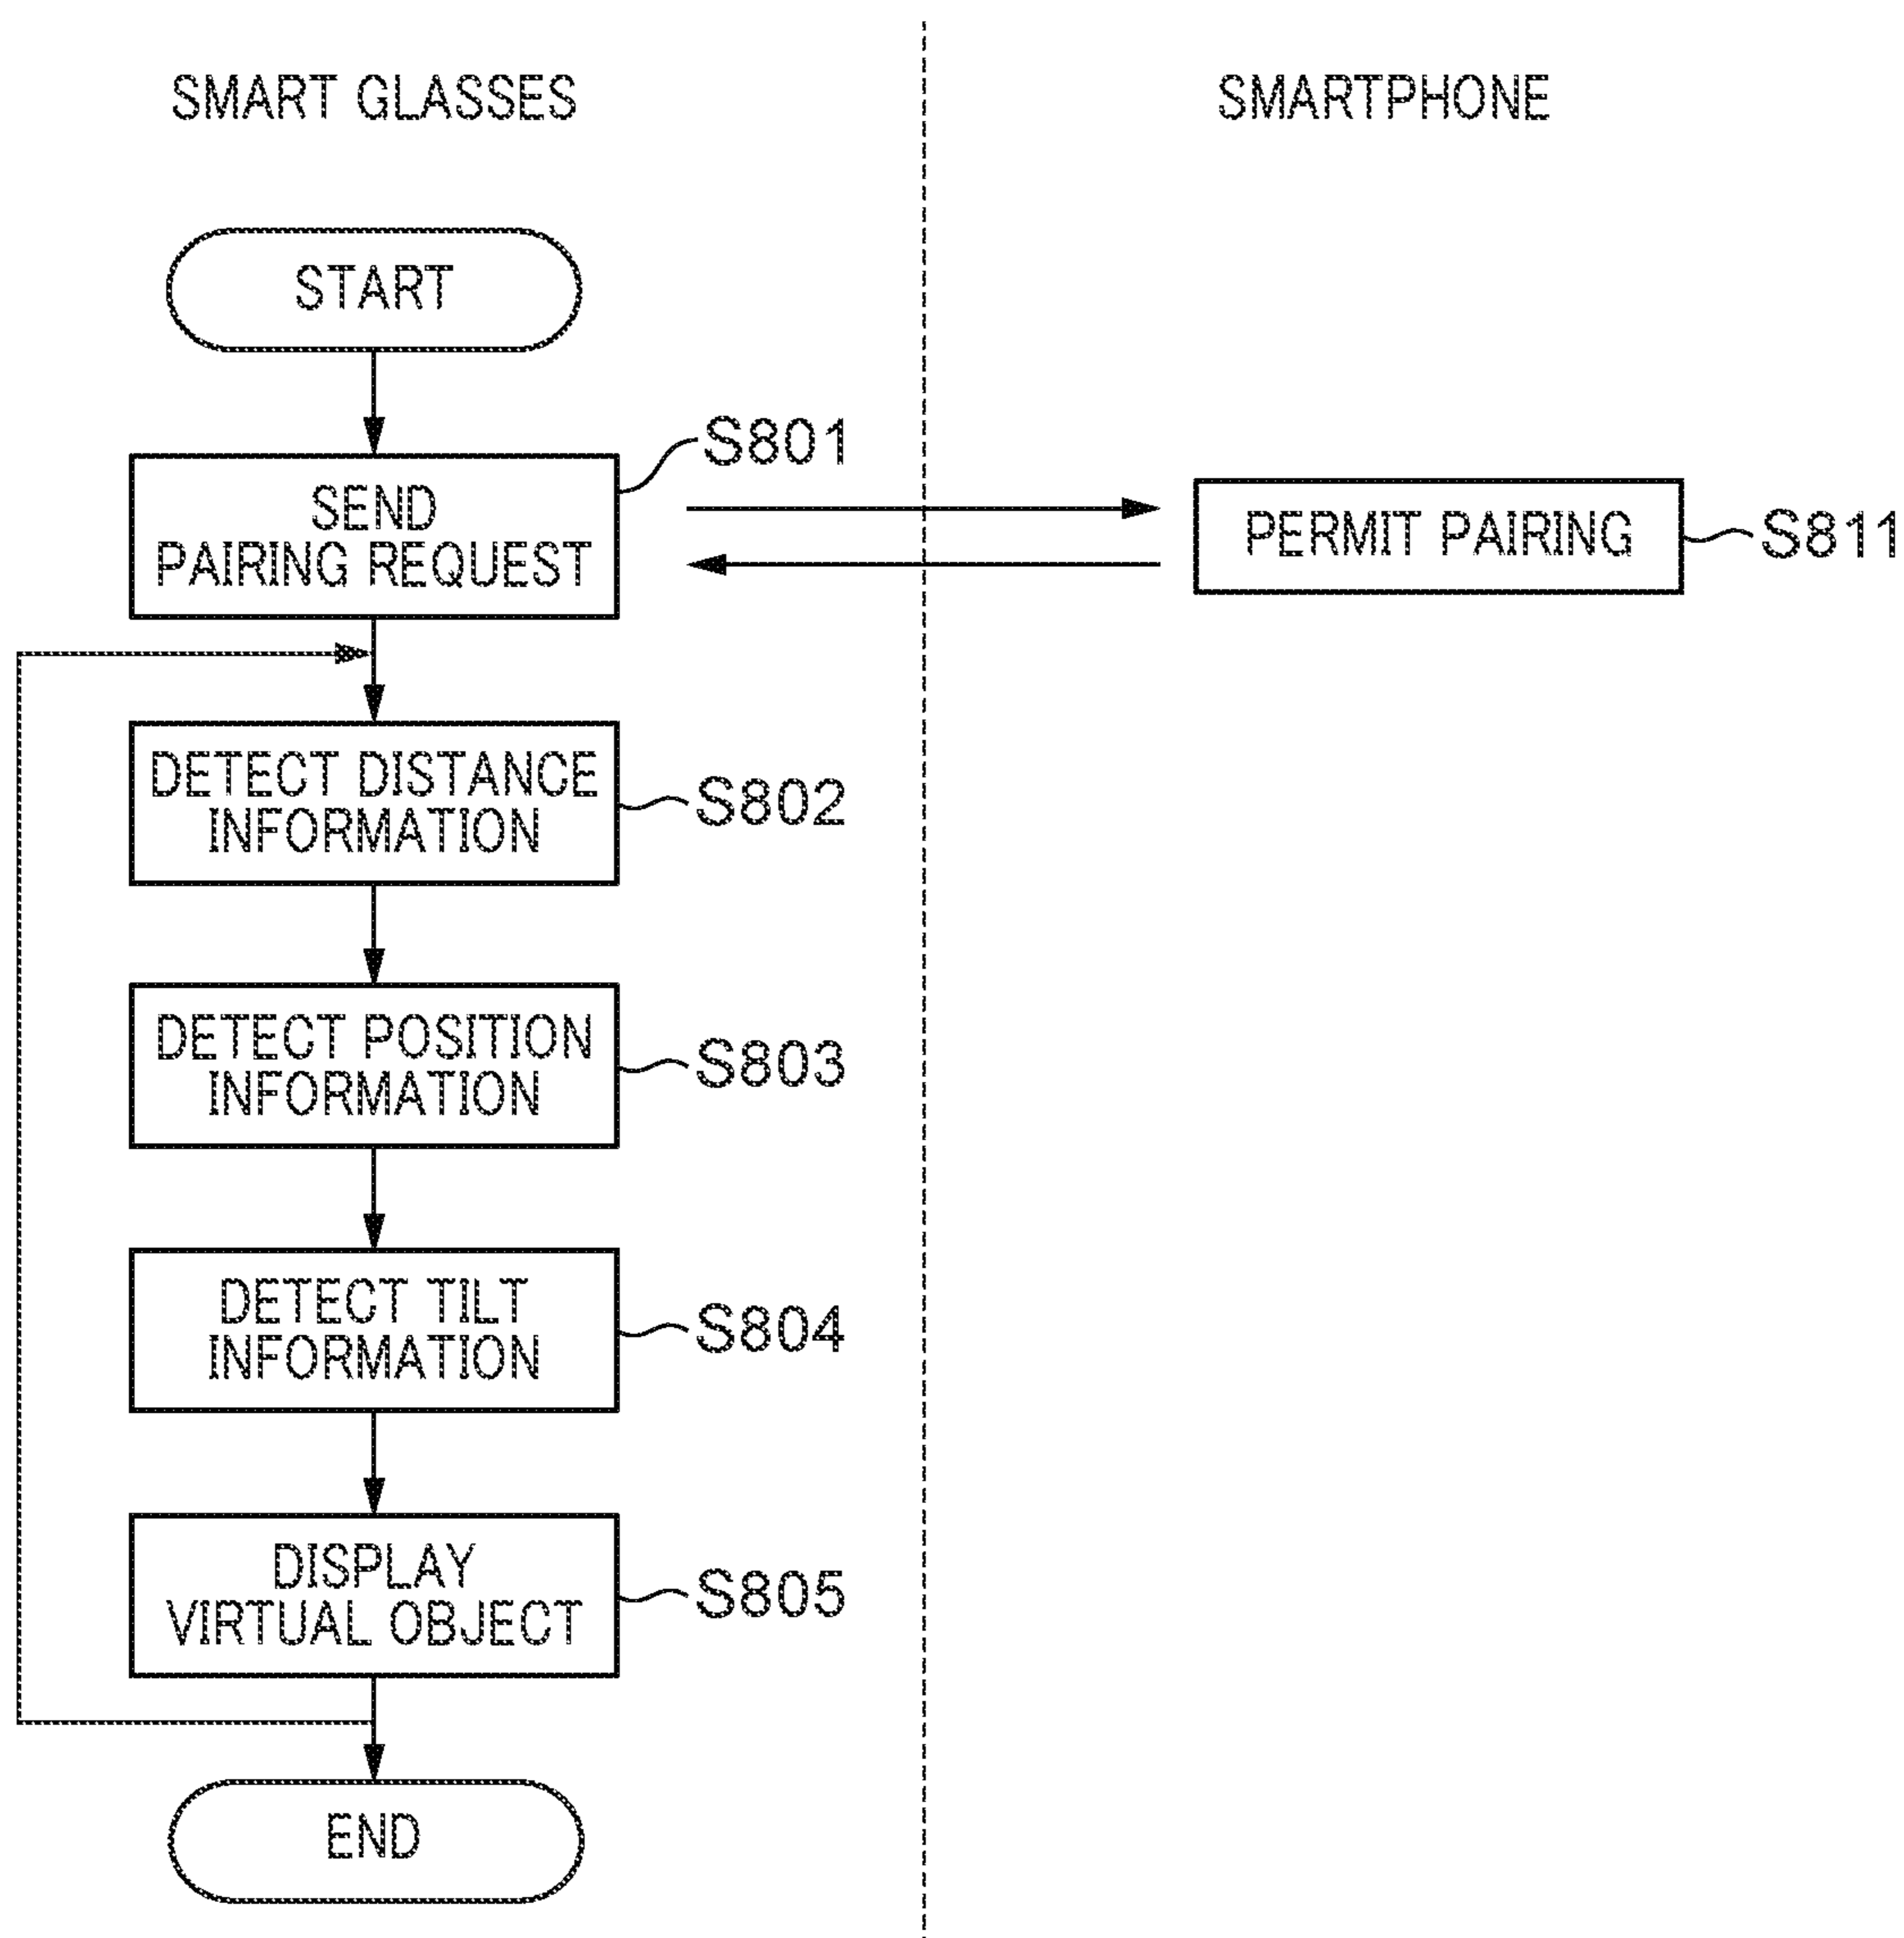 SMART GLASSES
SMARTPHONE
START
S801
SEND
PAIRING REQUEST
PERMIT PAIRING
S811
DETECT DISTANCE
INFORMATION
S802
DETECT POSITION
INFORMATION
S803
DETECT TILT
INFORMATION
S804
DISPLAY
VIRTUAL OBJECT
S805
END